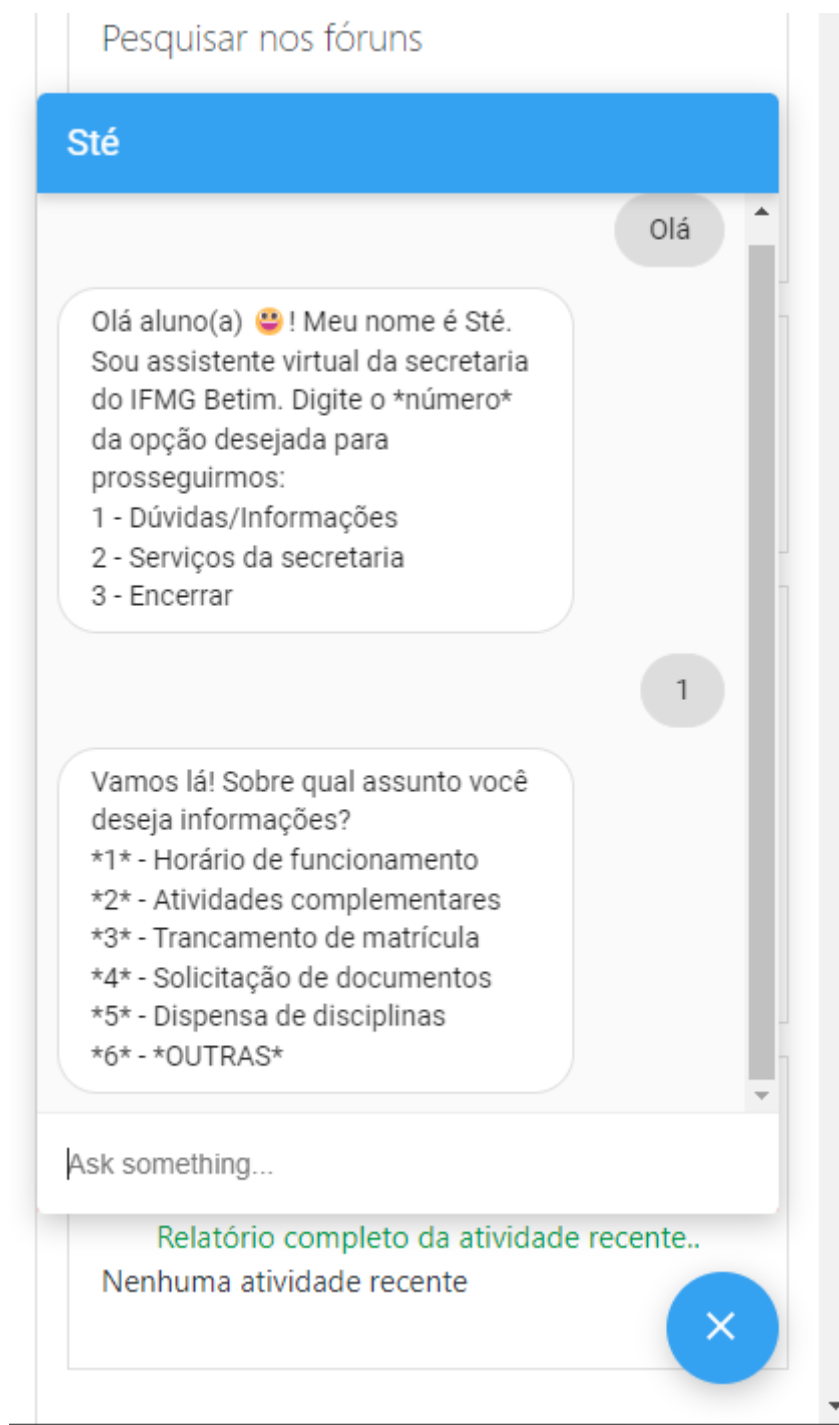 Pesquisar nos fóruns
Sté
Olá
Olá aluno(a) 😃 ! Meu nome é Sté.
Sou assistente virtual da secretaria
do IFMG Betim. Digite o *número*
da opção desejada para
prosseguirmos:
1 - Dúvidas/Informações
2 - Serviços da secretaria
3 - Encerrar
1
Vamos lá! Sobre qual assunto você
deseja informações?
*1* - Horário de funcionamento
*2* - Atividades complementares
*3* - Trancamento de matrícula
*4* - Solicitação de documentos
*5* - Dispensa de disciplinas
*6* - *OUTRAS*
Ask something...
Relatório completo da atividade recente..
Nenhuma atividade recente